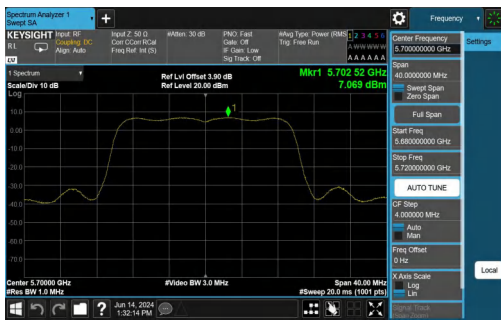 Spectrum Analyzer 1
Swept SA
Frequency
KEYSIGHT
RL
Input: RF
Coupling: DC
Align: Auto
Input Z: 50 Ω
Corr CCorr RCal
Freq Ref: Int (S)
#Atten: 30 dB
PNO: Fast
Gate: Off
IF Gain: Low
Sig Track: Off
#Avg Type: Power (RMS)
Trig: Free Run
1 2 3 4 5 6
A W W W W W
A A A A A A
1 Spectrum
Scale/Div 10 dB
Log
Ref Lvl Offset 3.90 dB
Ref Level 20.00 dBm
Mkr1 5.702 52 GHz
7.069 dBm
1
10.0
0.00
-10.0
-20.0
-30.0
-40.0
-50.0
-60.0
-70.0
Center 5.70000 GHz
#Res BW 1.0 MHz
#Video BW 3.0 MHz
Span 40.00 MHz
#Sweep 20.0 ms (1001 pts)
Center Frequency
5.700000000 GHz
Settings
Span
40.0000000 MHz
Swept Span
Zero Span
Full Span
Start Freq
5.680000000 GHz
Stop Freq
5.720000000 GHz
AUTO TUNE
CF Step
4.000000 MHz
Auto
Man
Freq Offset
0 Hz
X Axis Scale
Log
Lin
Local
Signal Track
Jun 14, 2024
1:32:14 PM